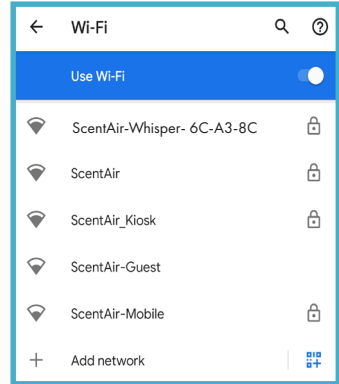 Wi-Fi
Use Wi-Fi
ScentAir-Whisper- 6C-A3-8C
ScentAir
ScentAir_Kiosk
ScentAir-Guest
ScentAir-Mobile
Add network